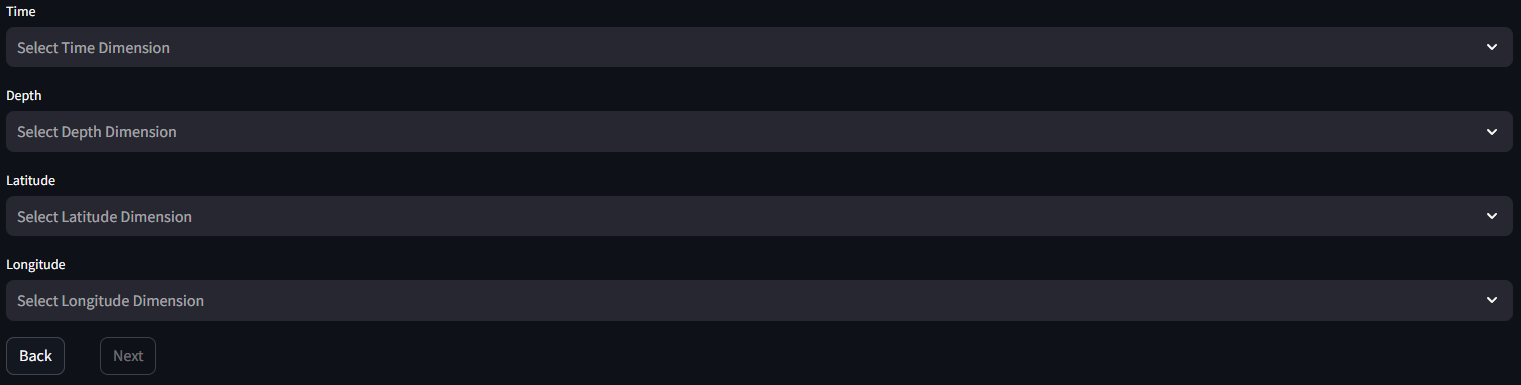 Time
Select Time Dimension
Depth
Select Depth Dimension
Latitude
Select Latitude Dimension
Longitude
Select Longitude Dimension
Back Next